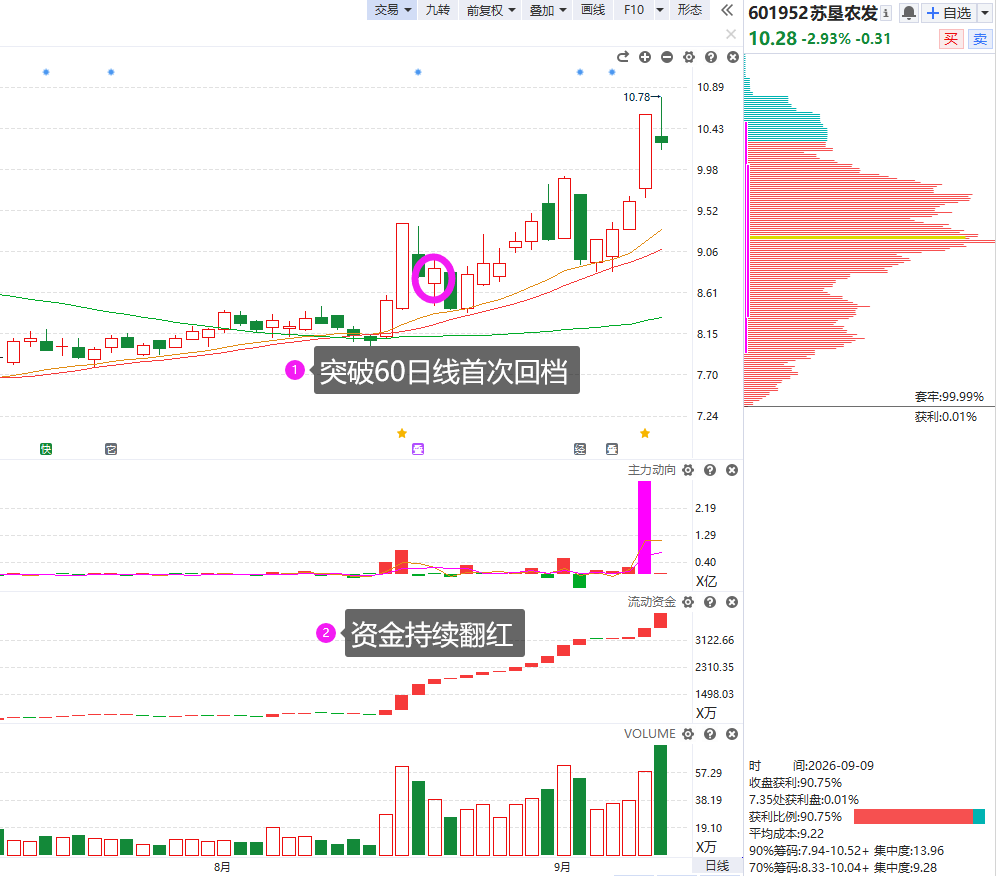 交易 九转 前复权 叠加 画线 F10 形态
601952苏垦农发 自选
10.28 -2.93% -0.31 买 卖
10.89
10.78
10.43
9.98
9.52
9.06
8.61
8.15
7.70
7.24
1 突破60日线首次回档
套牢:99.99%
获利:0.01%
快 它 经
主力动向
2.19
1.29
0.40
X亿
流动资金
2 资金持续翻红
3122.66
2310.35
1498.03
X万
VOLUME
57.29
38.19
19.10
X万
8月 9月 日线
时 间:2026-09-09
收盘获利:90.75%
7.35处获利盘:0.01%
获利比例:90.75%
平均成本:9.22
90%筹码:7.94-10.52+ 集中度:13.96
70%筹码:8.33-10.04+ 集中度:9.28